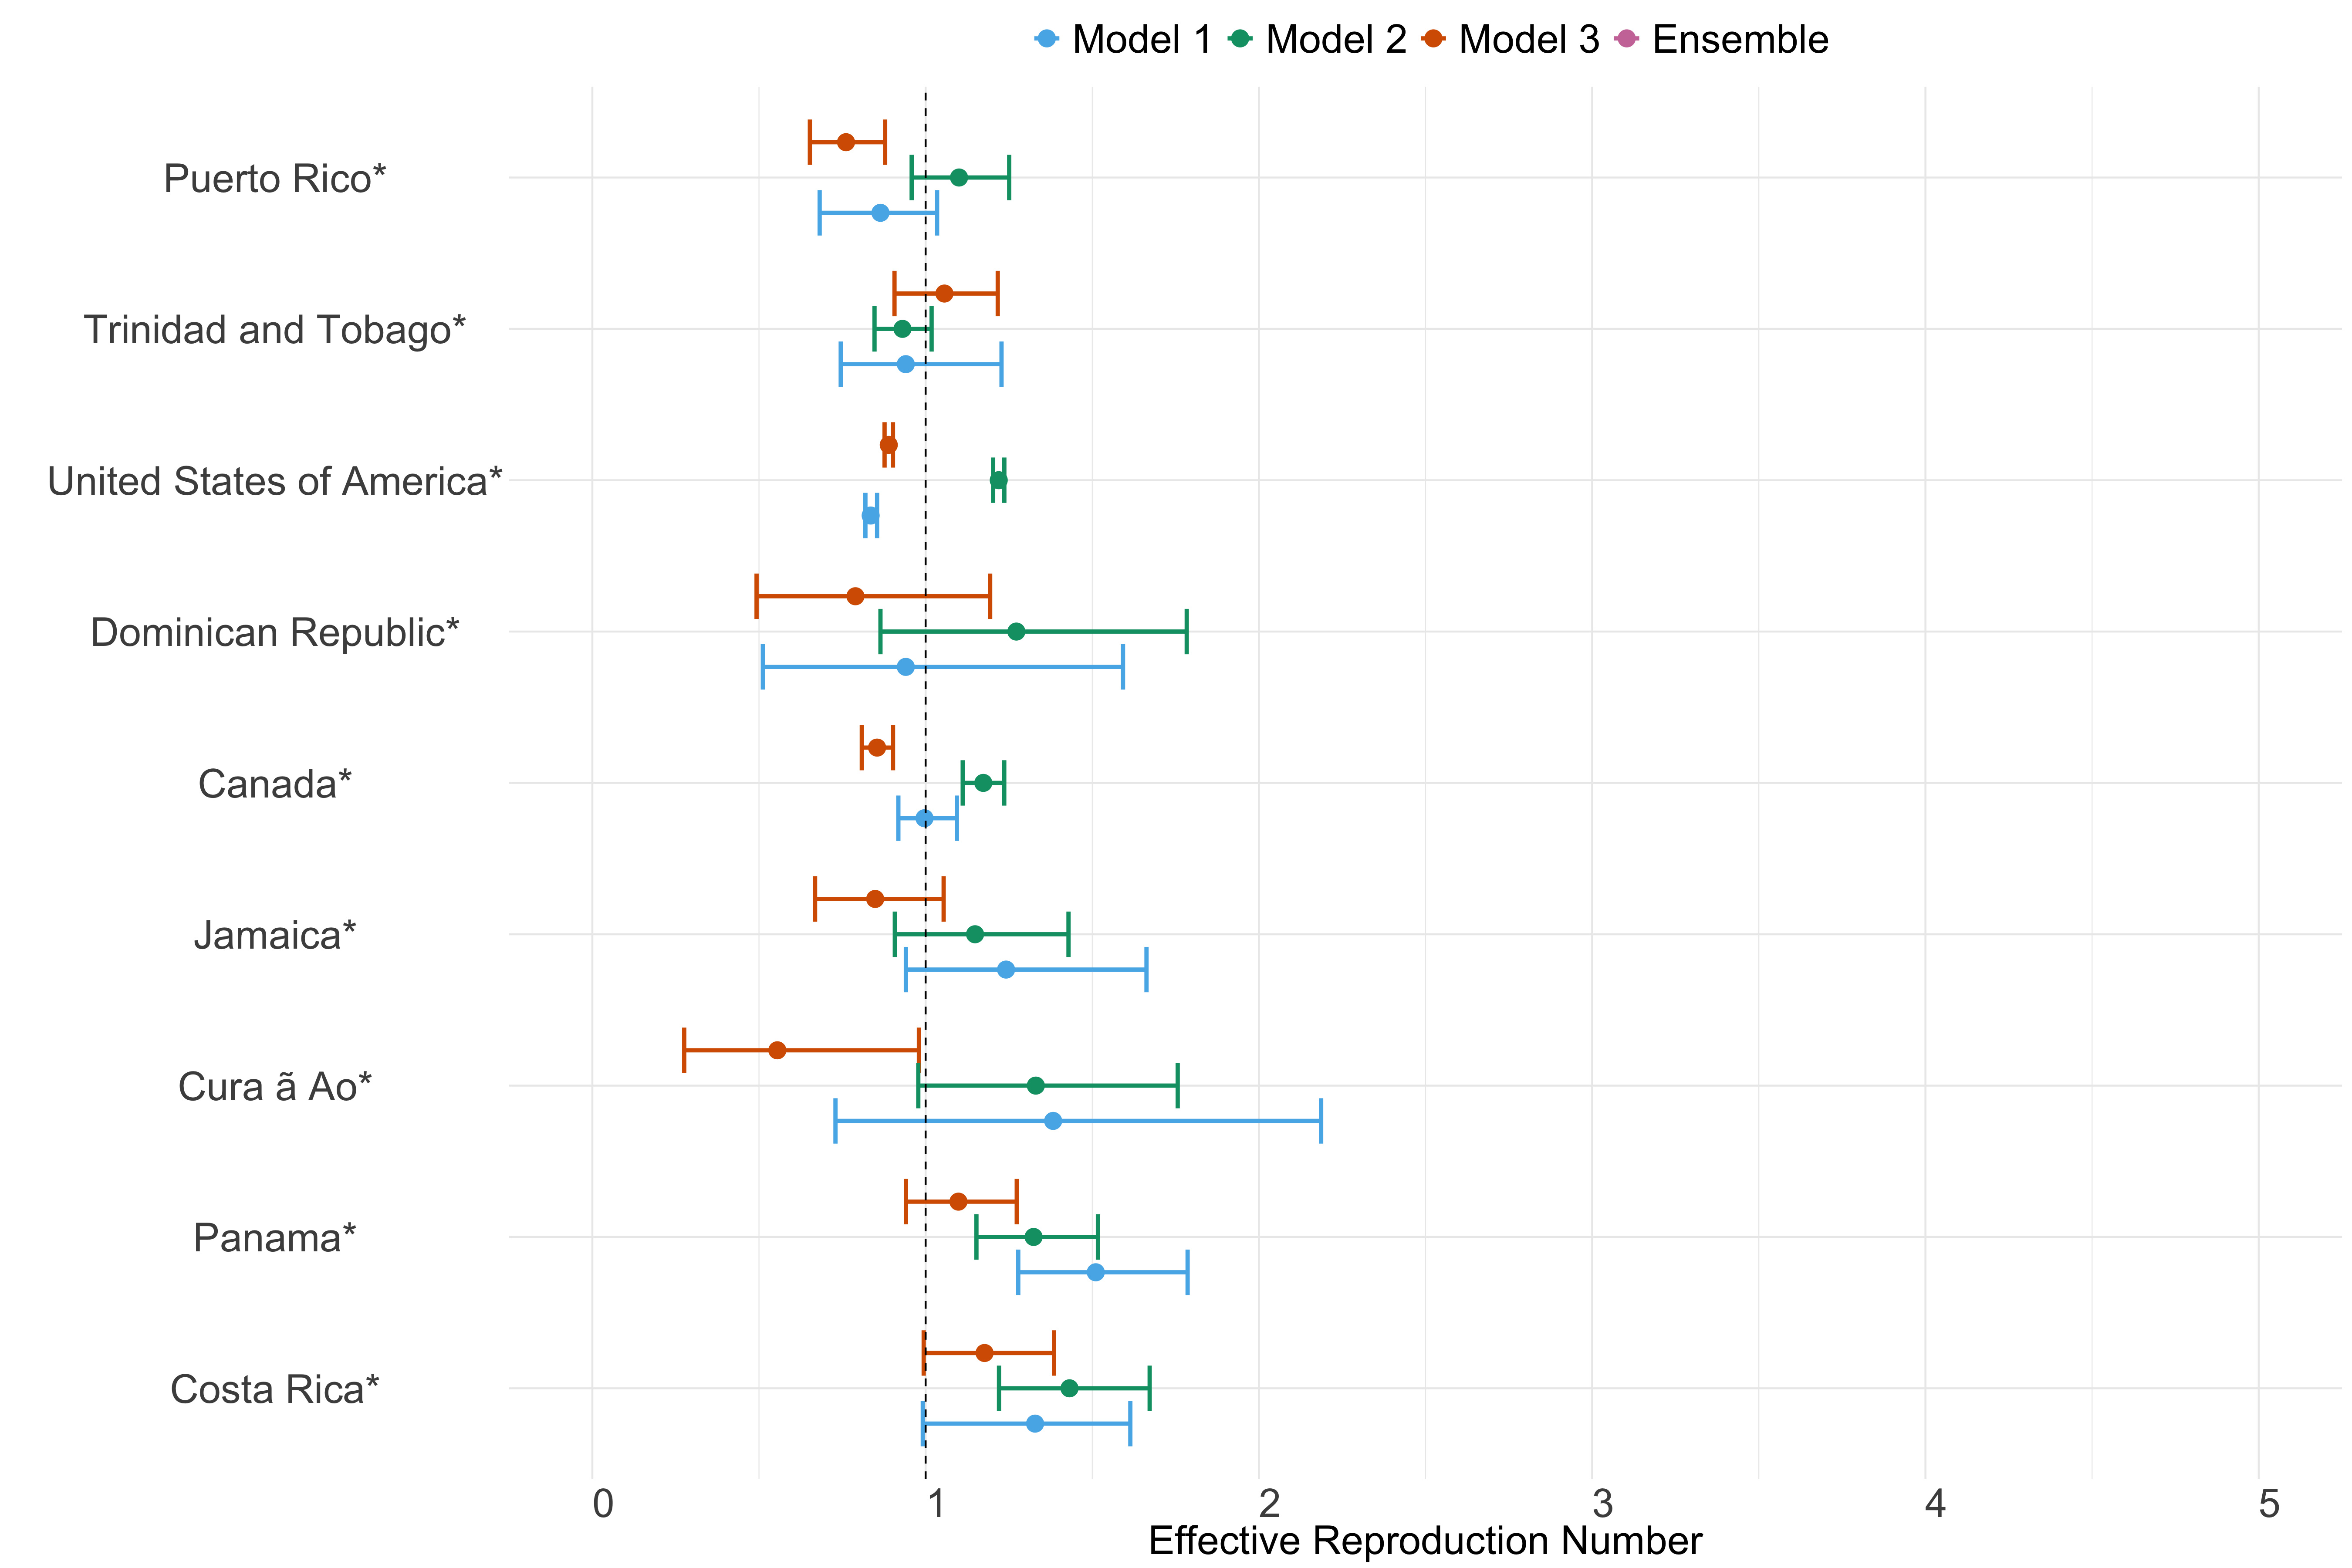 Model 1 Model 2 Model 3 Ensemble
Puerto Rico*
Trinidad and Tobago*
United States of America*
Dominican Republic*
Canada*
Jamaica*
Cura ã Ao*
Panama*
Costa Rica*
0 1 2 3 4 5
Effective Reproduction Number